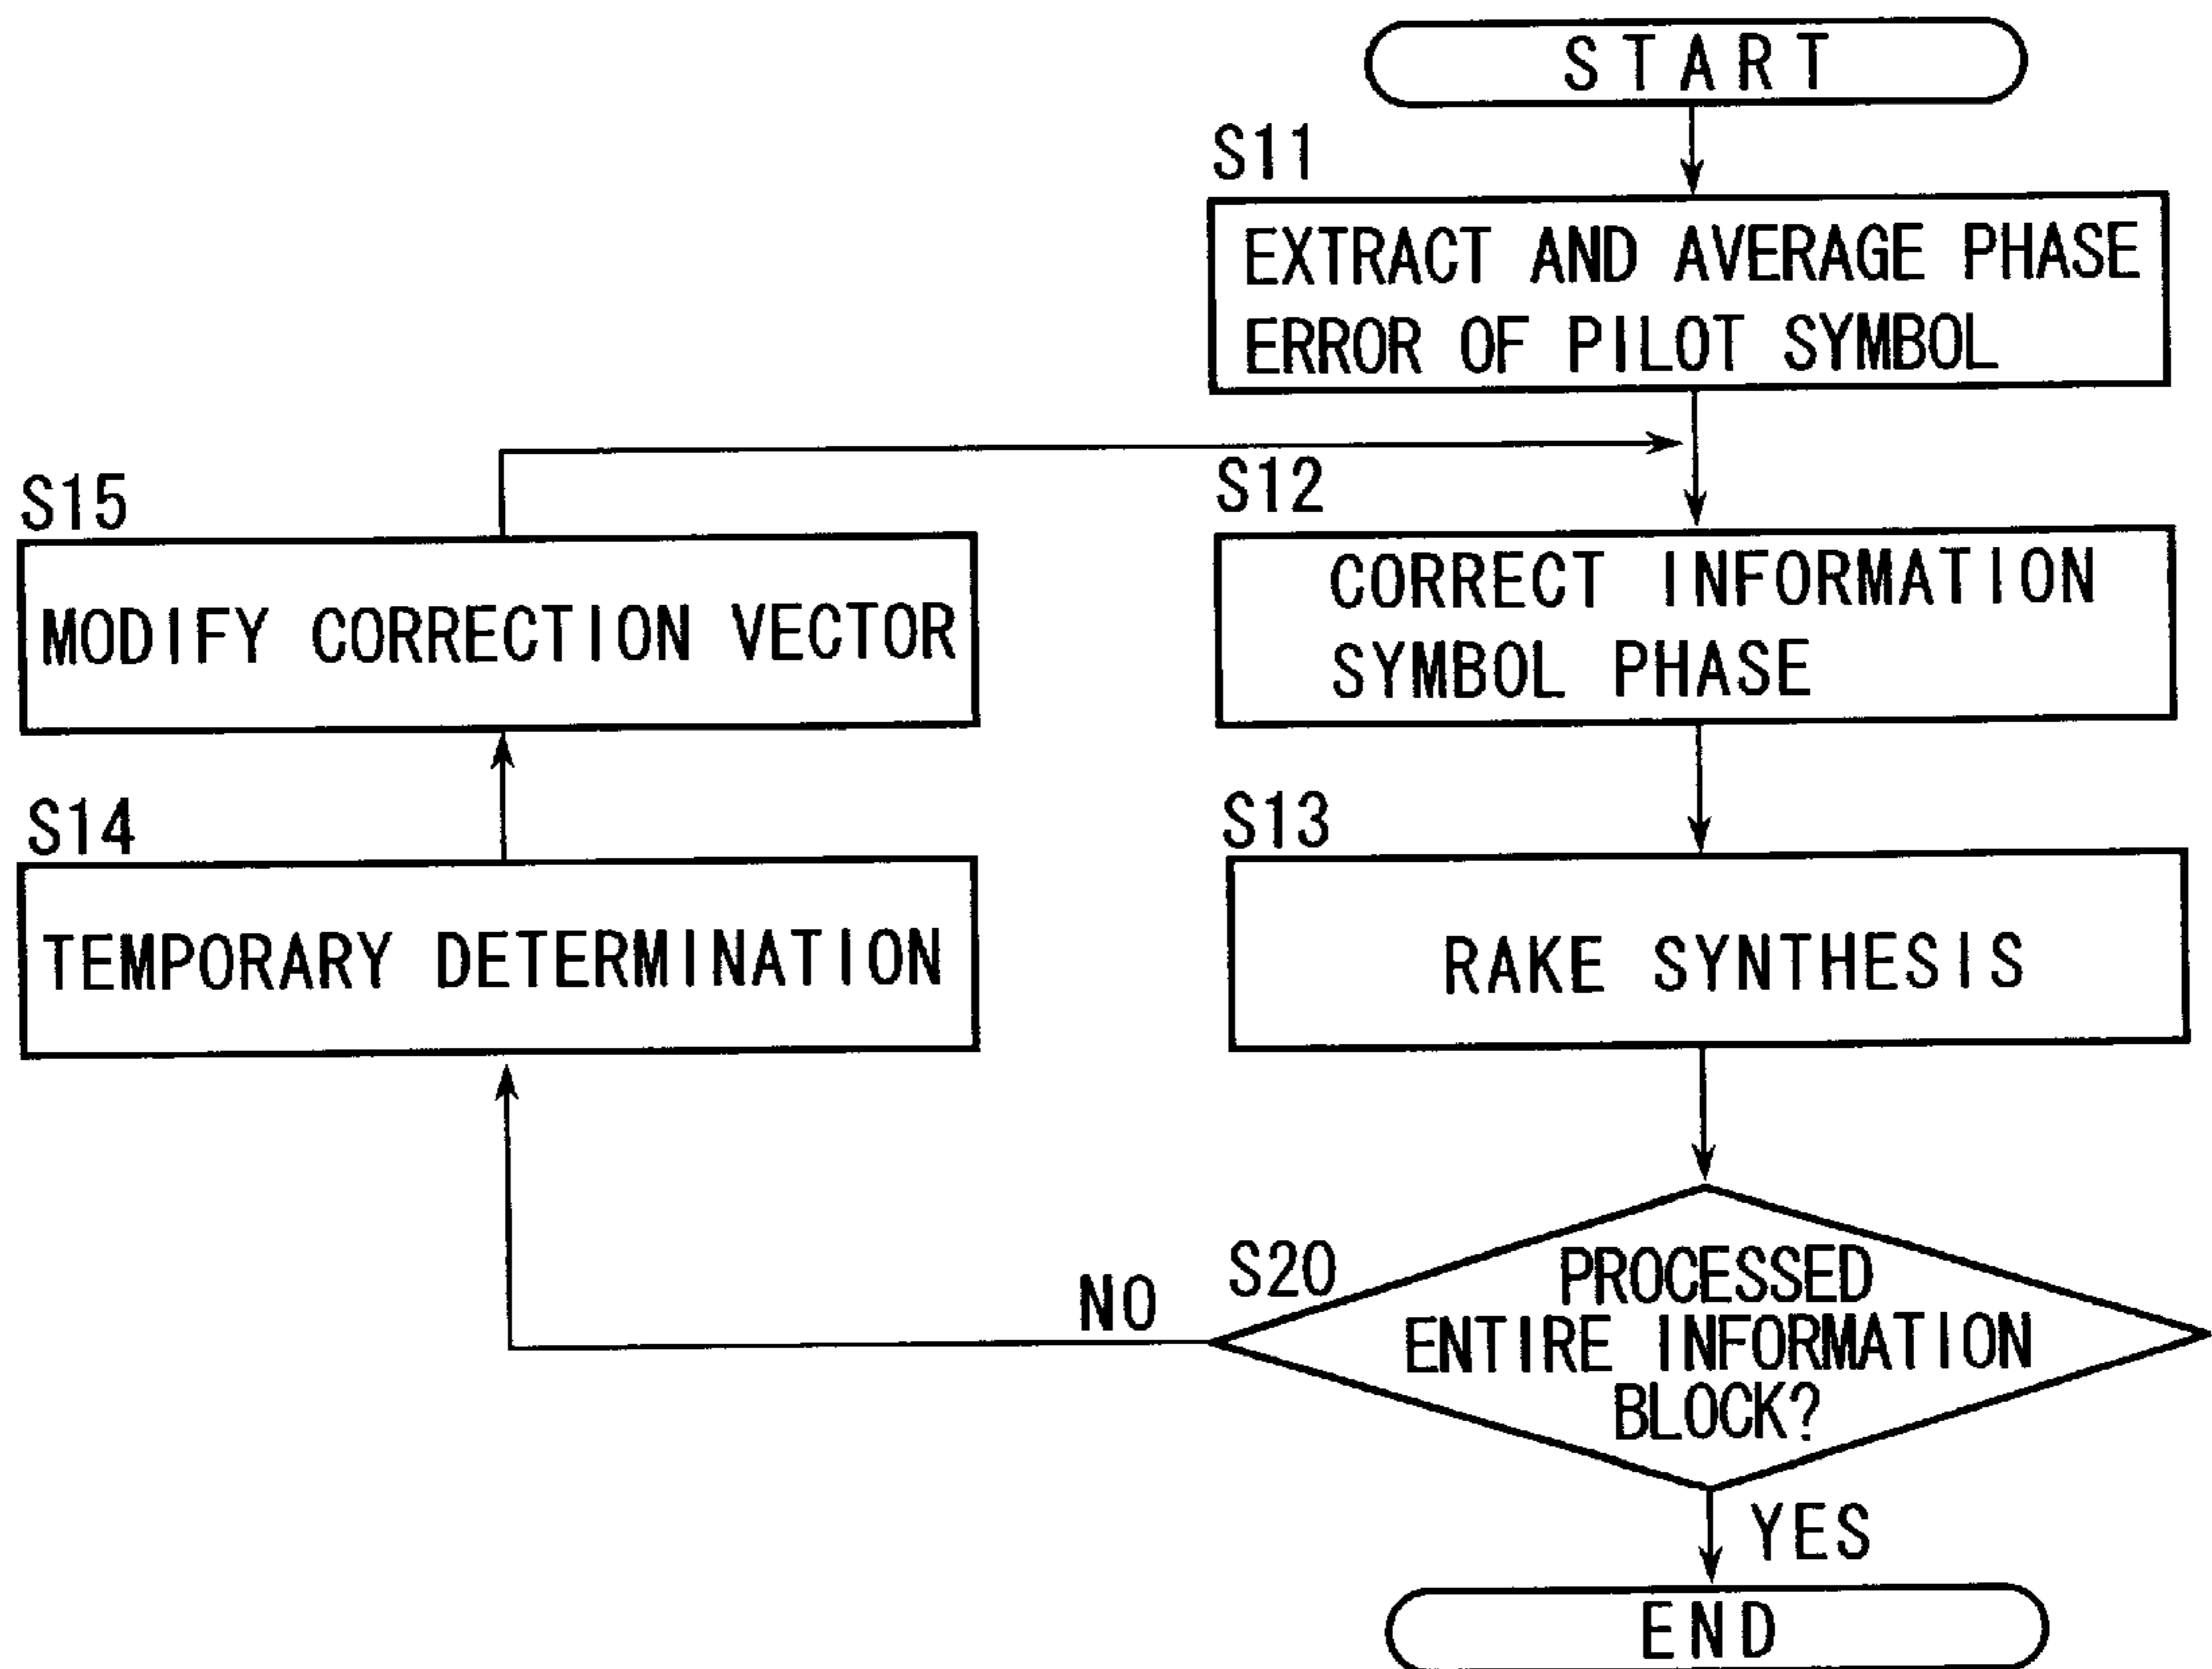 START
S11
EXTRACT AND AVERAGE PHASE
ERROR OF PILOT SYMBOL
S12
CORRECT INFORMATION
SYMBOL PHASE
S13
RAKE SYNTHESIS
S20
PROCESSED
ENTIRE INFORMATION
BLOCK?
NO
S14
TEMPORARY DETERMINATION
S15
MODIFY CORRECTION VECTOR
YES
END